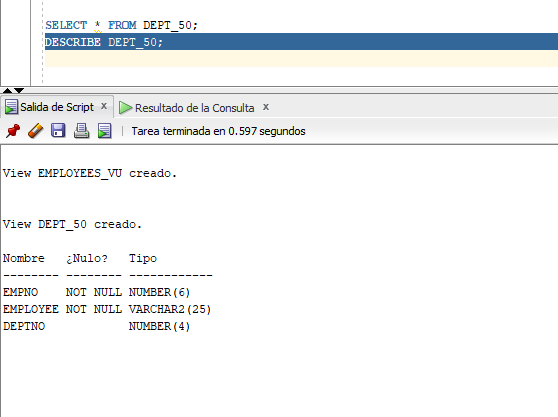 SELECT * FROM DEPT_50;
DESCRIBE DEPT_50;
Salida de Script x Resultado de la Consulta x
Tarea terminada en 0.597 segundos
View EMPLOYEES_VU creado.
View DEPT_50 creado.
Nombre   ¿Nulo?   Tipo
-------- -------- ------------
EMPNO    NOT NULL NUMBER(6)
EMPLOYEE NOT NULL VARCHAR2(25)
DEPTNO            NUMBER(4)